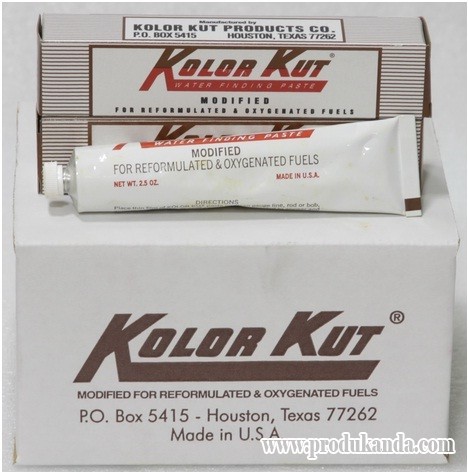 Manufactured by
KOLOR KUT PRODUCTS CO.
P.O. BOX 5415 HOUSTON, TEXAS 77262
KOLOR KUT®
WATER FINDING PASTE
MODIFIED
FOR REFORMULATED & OXYGENATED FUELS
KOLOR KUT
WATER FINDING PASTE
MODIFIED
FOR REFORMULATED & OXYGENATED FUELS
NET WT. 2.5 OZ. MADE IN U.S.A.
DIRECTIONS
KOLOR KUT®
MODIFIED FOR REFORMULATED & OXYGENATED FUELS
P.O. Box 5415 - Houston, Texas 77262
Made in U.S.A.
www.produkanda.com